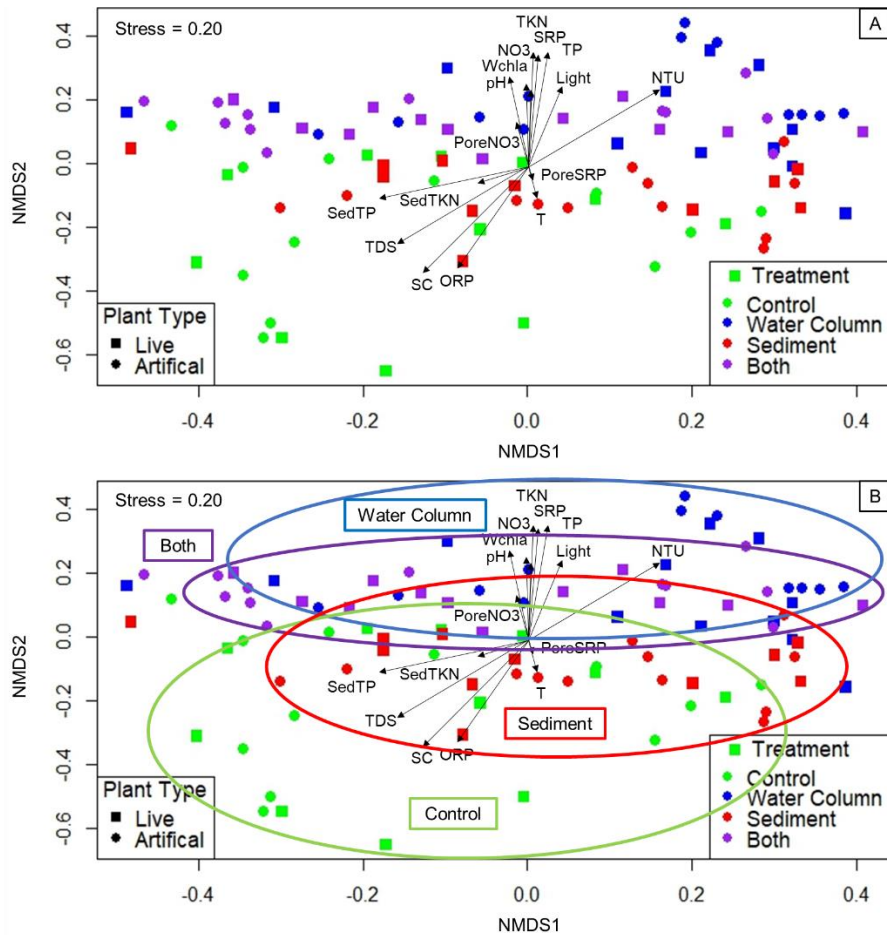 Stress = 0.20
A
TKN
SRP
NO3
TP
Wchla
pH
Light
NTU
PoreNO3
PoreSRP
SedTKN
SedTP
T
TDS
SC
ORP
Plant Type
Live
Artifical
Treatment
Control
Water Column
Sediment
Both
NMDS2
0.4
0.2
0.0
-0.2
-0.4
-0.6
-0.4
-0.2
0.0
0.2
0.4
NMDS1
Stress = 0.20
B
Water Column
Both
TKN
SRP
NO3
TP
Wchla
pH
Light
NTU
PoreNO3
PoreSRP
SedTKN
SedTP
T
TDS
Sediment
SC
ORP
Control
Plant Type
Live
Artifical
Treatment
Control
Water Column
Sediment
Both
NMDS2
0.4
0.2
0.0
-0.2
-0.4
-0.6
-0.4
-0.2
0.0
0.2
0.4
NMDS1